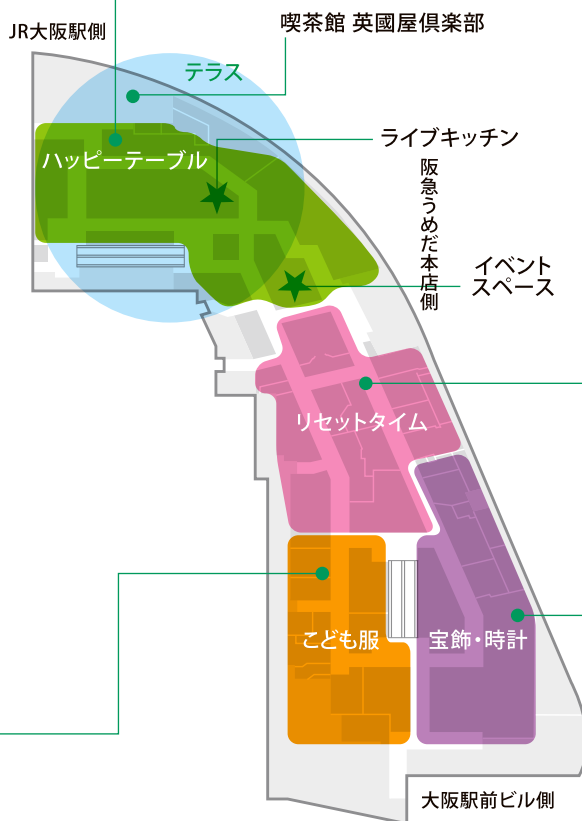 JR大阪駅側
喫茶館 英國屋倶楽部
テラス
ライブキッチン
ハッピーテーブル
阪急うめだ本店側
イベント
スペース
リセットタイム
こども服
宝飾・時計
大阪駅前ビル側